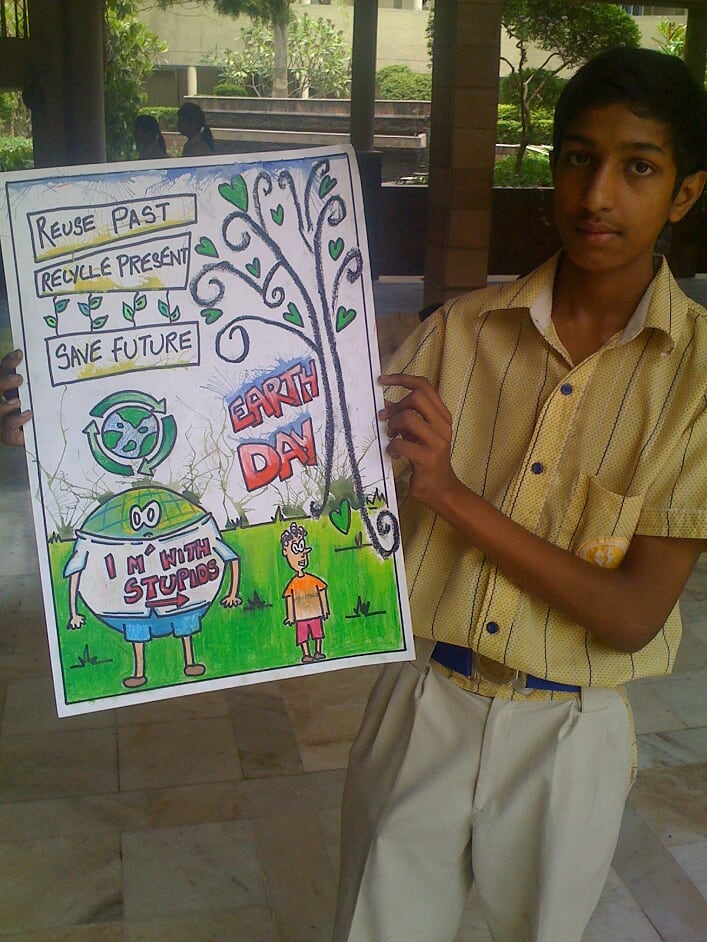 REUSE PAST
RECYCLE PRESENT
SAVE FUTURE
EARTH
DAY
I M' WITH
STUPIDS